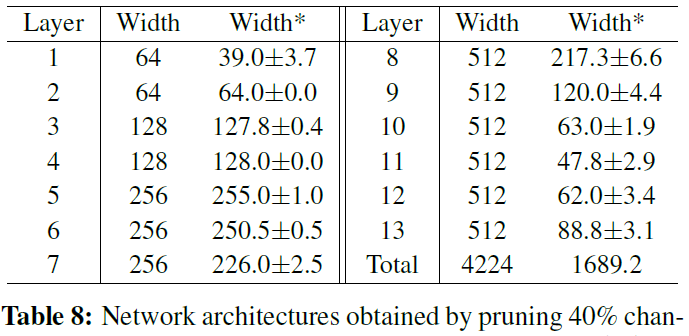 Layer Width Width* Layer Width Width*
1 64 39.0±3.7 8 512 217.3±6.6
2 64 64.0±0.0 9 512 120.0±4.4
3 128 127.8±0.4 10 512 63.0±1.9
4 128 128.0±0.0 11 512 47.8±2.9
5 256 255.0±1.0 12 512 62.0±3.4
6 256 250.5±0.5 13 512 88.8±3.1
7 256 226.0±2.5 Total 4224 1689.2
Table 8: Network architectures obtained by pruning 40% chan-